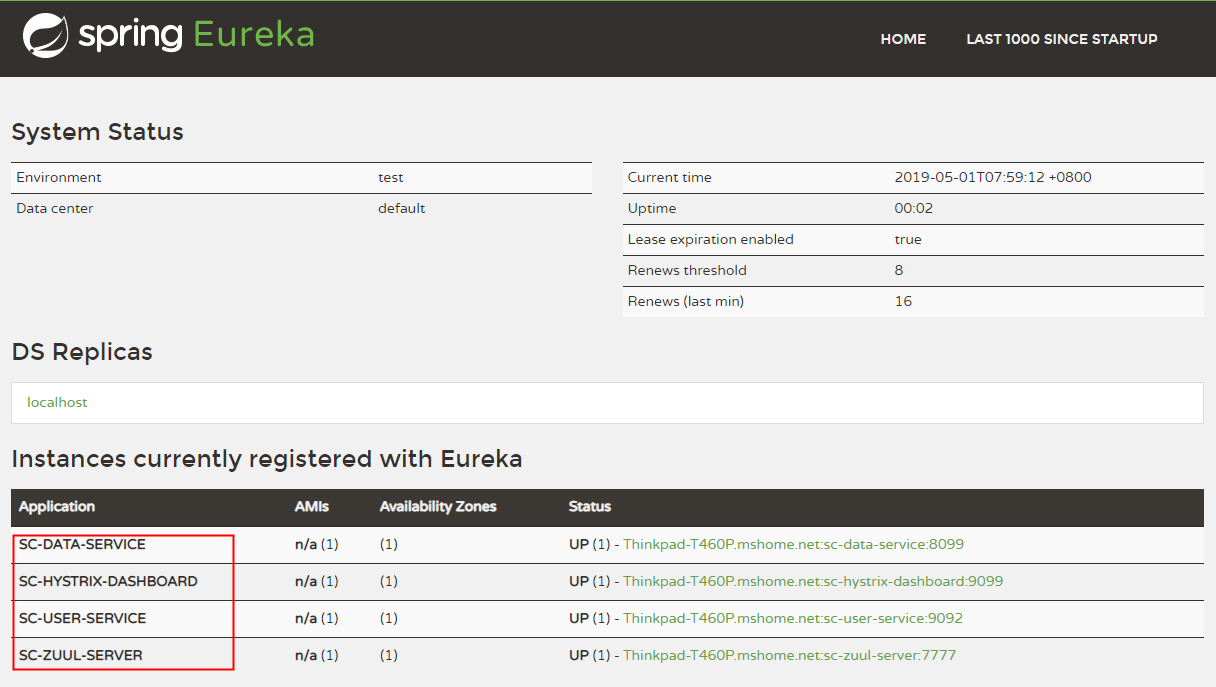 spring Eureka
HOME LAST 1000 SINCE STARTUP
System Status
Environment test
Data center default
Current time 2019-05-01T07:59:12 +0800
Uptime 00:02
Lease expiration enabled true
Renews threshold 8
Renews (last min) 16
DS Replicas
localhost
Instances currently registered with Eureka
Application AMIs Availability Zones Status
SC-DATA-SERVICE n/a (1) (1) UP (1) - Thinkpad-T460P.mshome.net:sc-data-service:8099
SC-HYSTRIX-DASHBOARD n/a (1) (1) UP (1) - Thinkpad-T460P.mshome.net:sc-hystrix-dashboard:9099
SC-USER-SERVICE n/a (1) (1) UP (1) - Thinkpad-T460P.mshome.net:sc-user-service:9092
SC-ZUUL-SERVER n/a (1) (1) UP (1) - Thinkpad-T460P.mshome.net:sc-zuul-server:7777